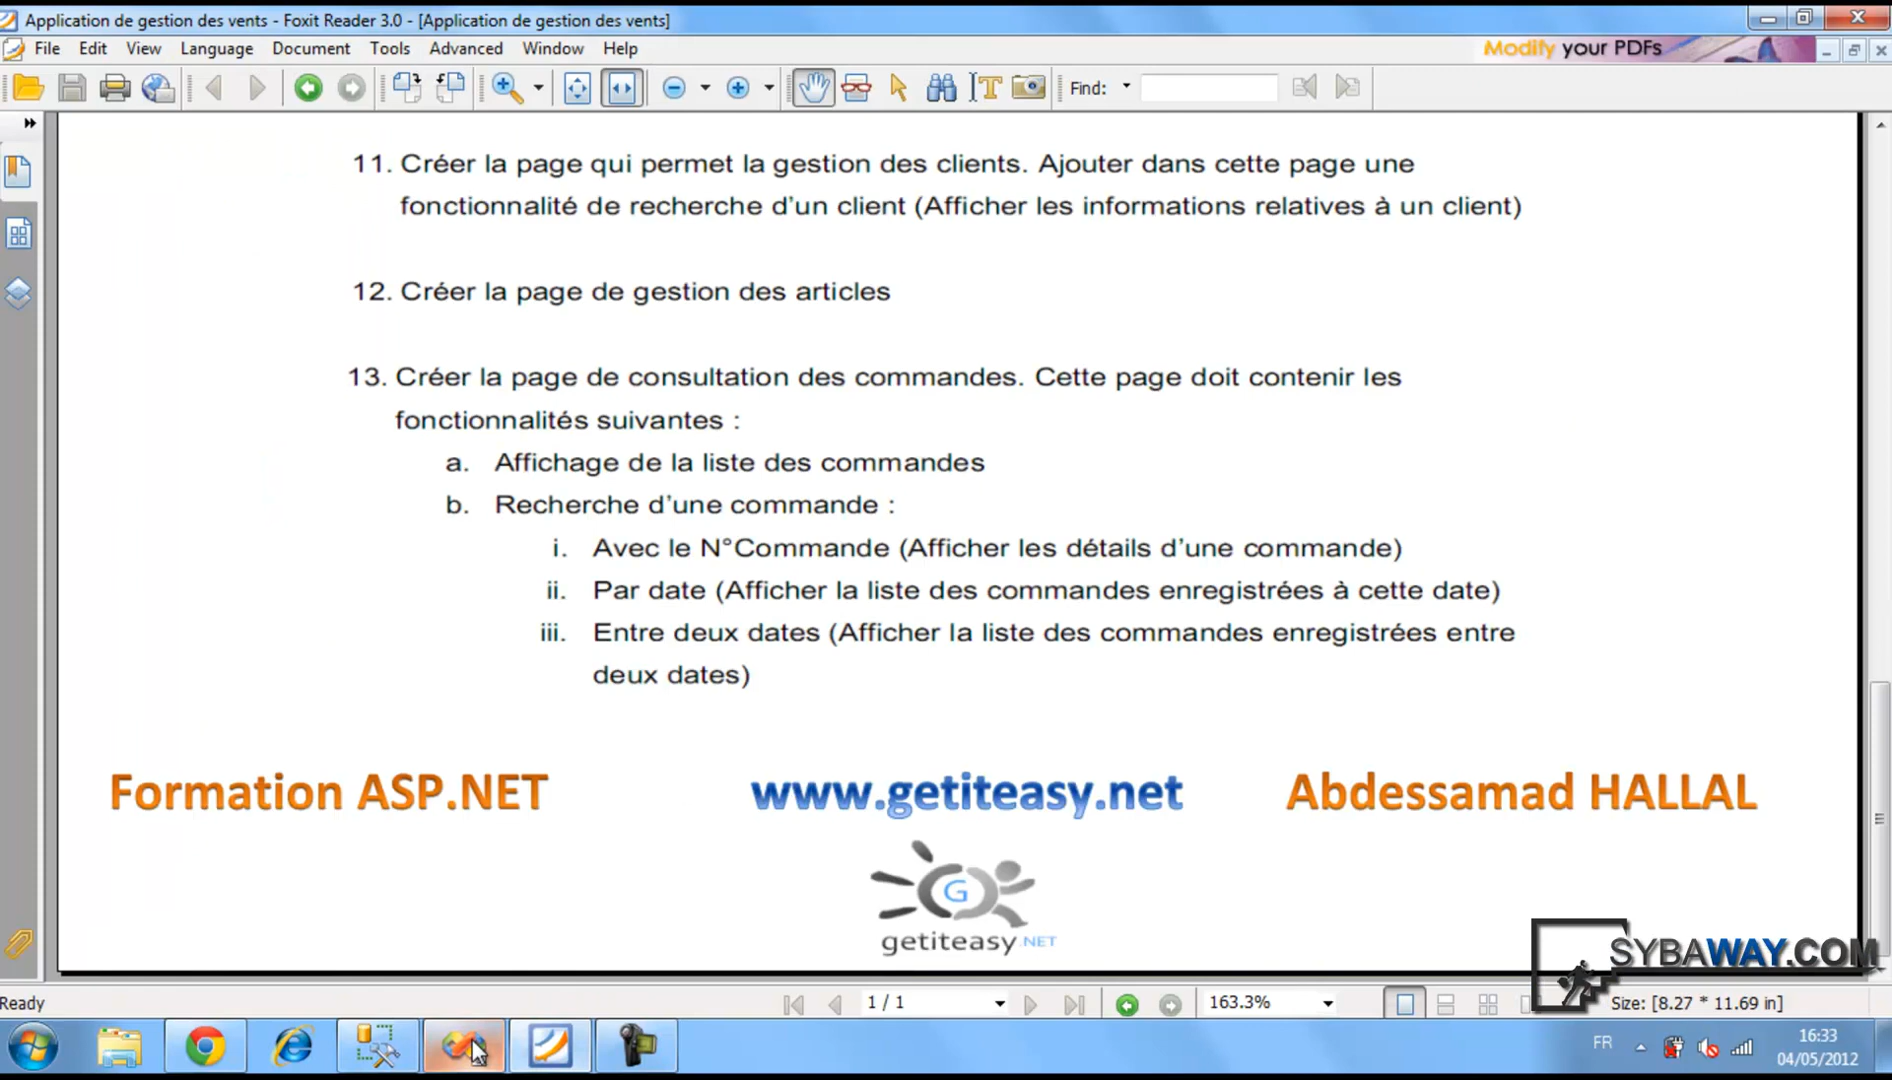 Application de gestion des vents - Foxit Reader 3.0 - [Application de gestion des vents]
File Edit View Language Document Tools Advanced Window Help
Modify your PDFs
Find:
11. Créer la page qui permet la gestion des clients. Ajouter dans cette page une
fonctionnalité de recherche d'un client (Afficher les informations relatives à un client)
12. Créer la page de gestion des articles
13. Créer la page de consultation des commandes. Cette page doit contenir les
fonctionnalités suivantes :
a. Affichage de la liste des commandes
b. Recherche d'une commande :
i. Avec le N°Commande (Afficher les détails d'une commande)
ii. Par date (Afficher la liste des commandes enregistrées à cette date)
iii. Entre deux dates (Afficher la liste des commandes enregistrées entre
deux dates)
Formation ASP.NET www.getiteasy.net Abdessamad HALLAL
G
getiteasy.NET
SYBAWAY.COM
Ready 1 / 1 163.3% Size: [8.27 * 11.69 in]
FR 16:33
04/05/2012